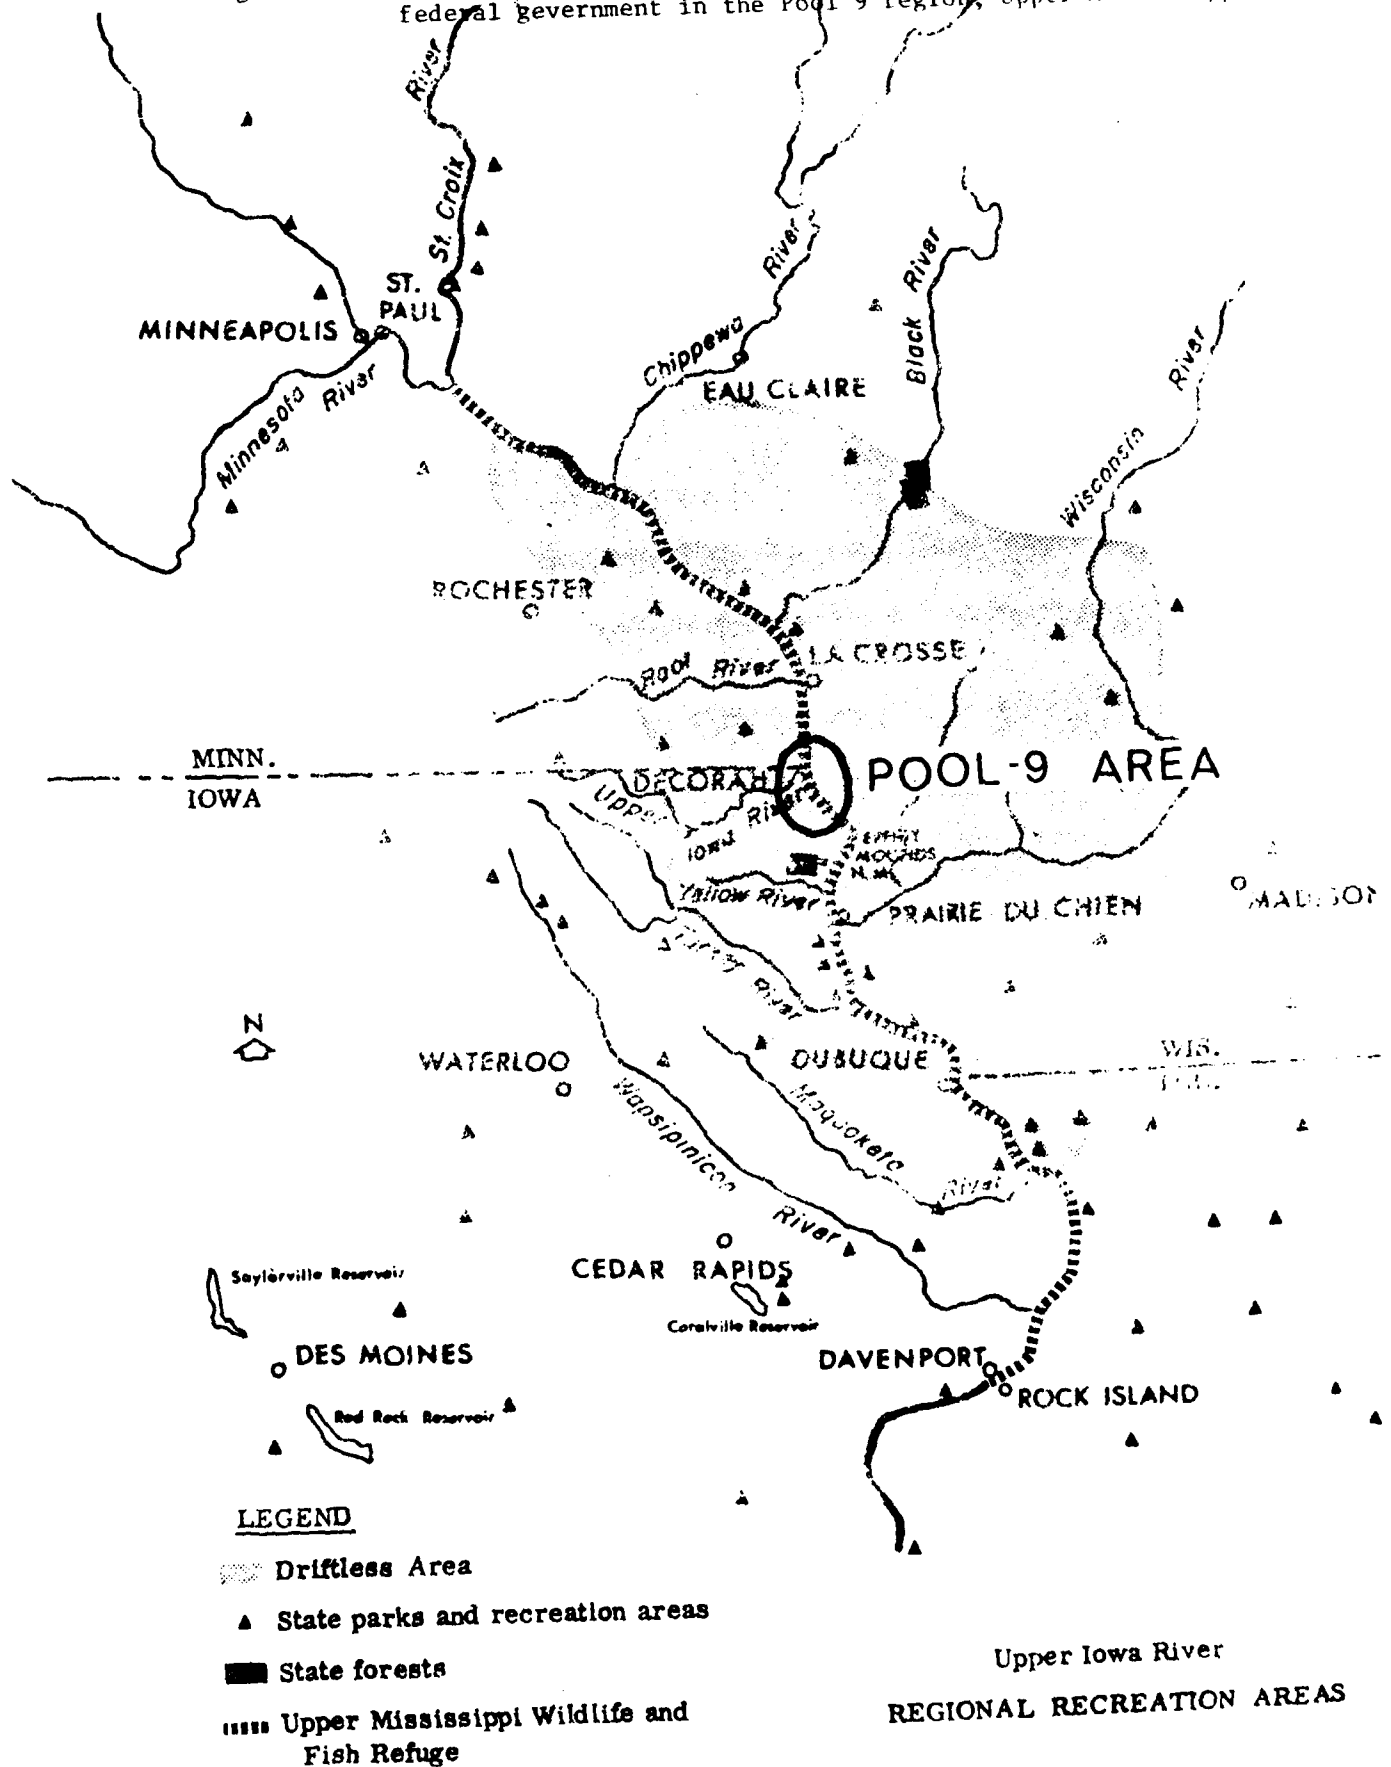 federal gevernment in the Pool 9 region,
River
St. Croix
ST.
PAUL
MINNEAPOLIS
Minnesota
River
Chippewa
River
EAU CLAIRE
Black
River
Wisconsin
River
ROCHESTER
LA CROSSE
Root River
MINN.
IOWA
DECORAH
POOL-9 AREA
Upper
Iowa River
MOUNDS
N.M.
Yellow River
PRAIRIE DU CHIEN
MADISON
Turkey River
N
WATERLOO
DUBUQUE
WIS.
Maquoketa
River
Wapsipinicon
River
CEDAR RAPIDS
Saylorville Reservoir
Coralville Reservoir
DES MOINES
DAVENPORT
ROCK ISLAND
Red Rock Reservoir
LEGEND
Driftless Area
State parks and recreation areas
State forests
Upper Mississippi Wildlife and
Fish Refuge
Upper Iowa River
REGIONAL RECREATION AREAS